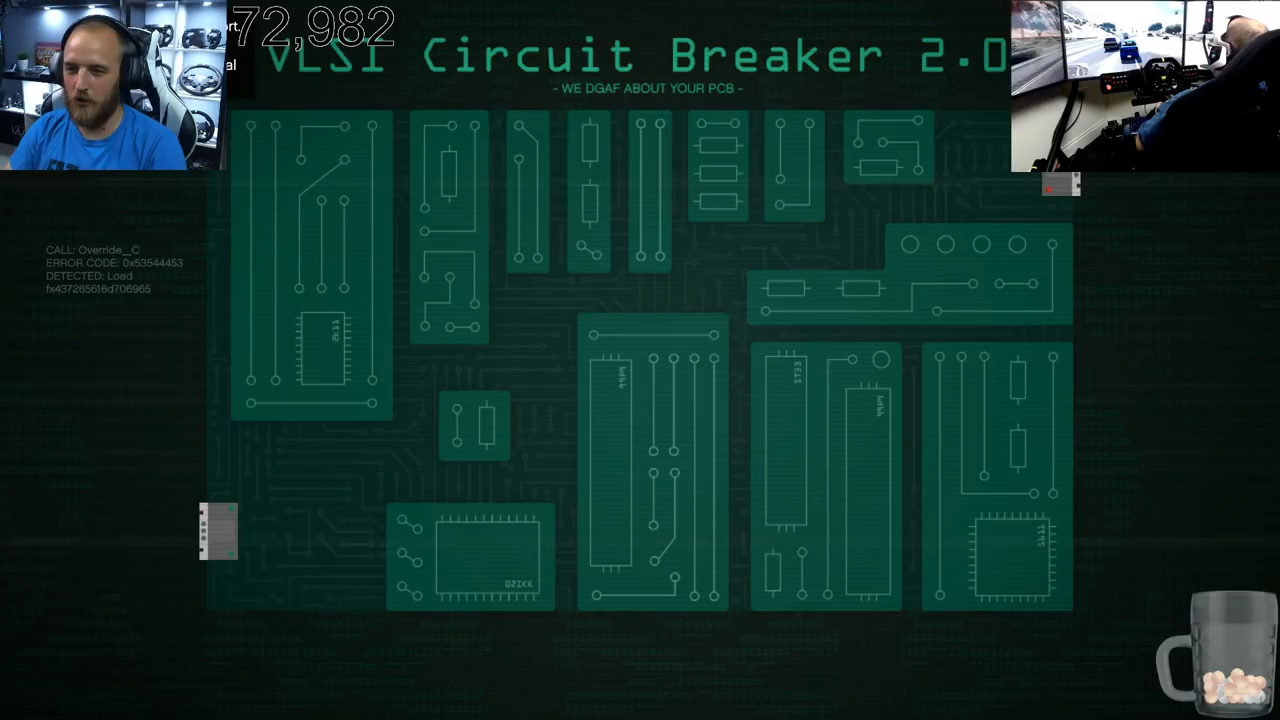 72,982
VLSI Circuit Breaker 2.0
- WE DGAF ABOUT YOUR PCB -
CALL: Override__C
ERROR CODE: 0x53544453
DETECTED: Load
fx437265616d706965